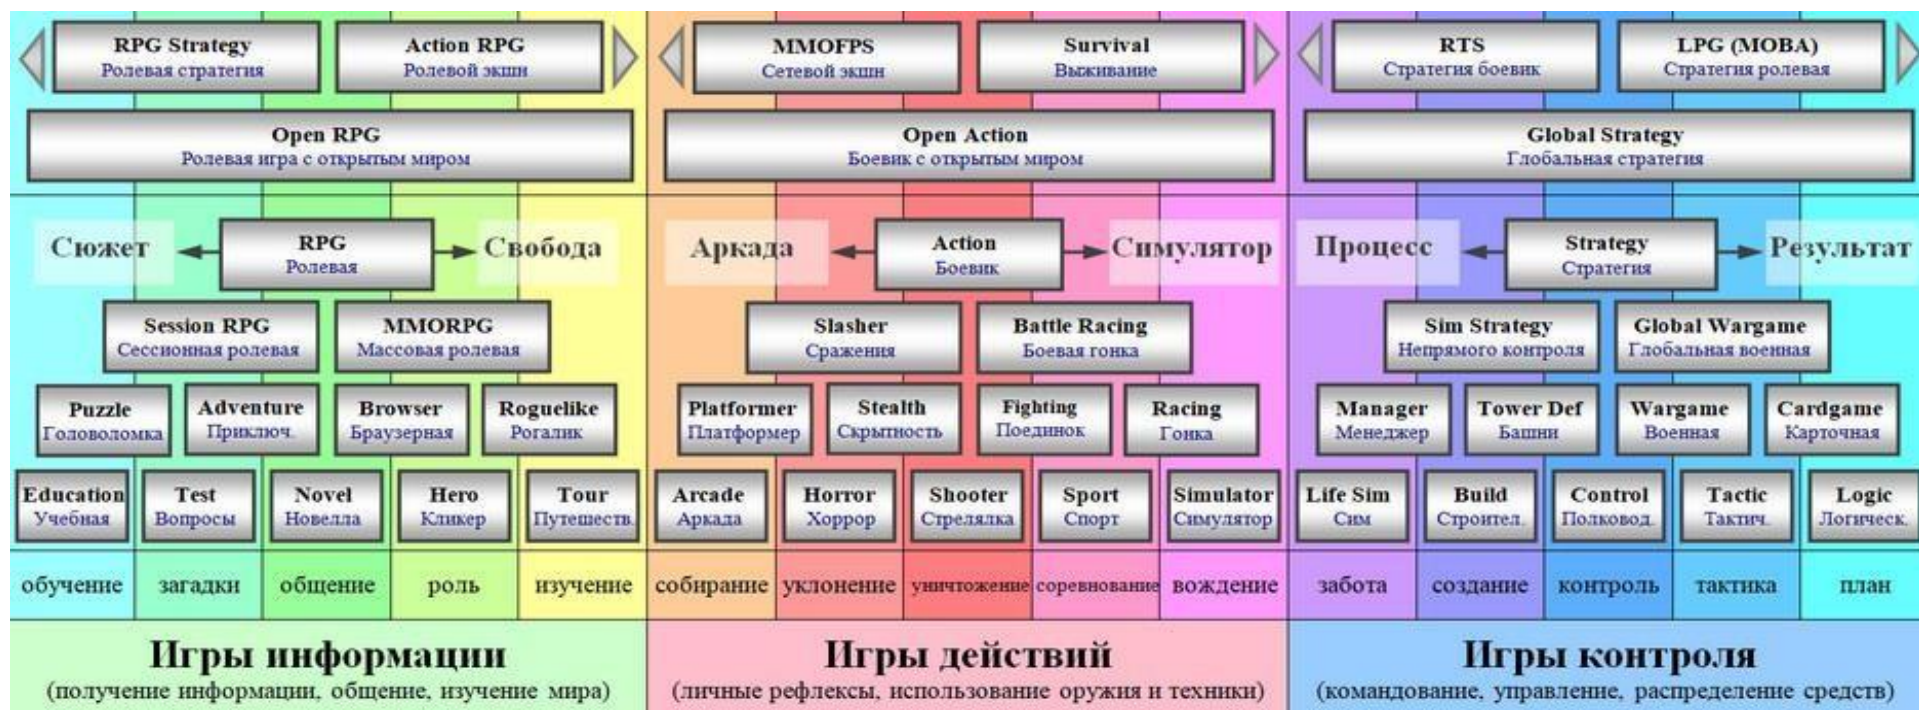 RPG Strategy
Ролевая стратегия
Action RPG
Ролевой экшн
MMOFPS
Сетевой экшн
Survival
Выживание
RTS
Стратегия боевик
LPG (MOBA)
Стратегия ролевая
Open RPG
Ролевая игра с открытым миром
Open Action
Боевик с открытым миром
Global Strategy
Глобальная стратегия
Сюжет
RPG
Ролевая
Свобода
Аркада
Action
Боевик
Симулятор
Процесс
Strategy
Стратегия
Результат
Session RPG
Сессионная ролевая
MMORPG
Массовая ролевая
Slasher
Сражения
Battle Racing
Боевая гонка
Sim Strategy
Непрямого контроля
Global Wargame
Глобальная военная
Puzzle
Головоломка
Adventure
Приключ.
Browser
Браузерная
Roguelike
Рогалик
Platformer
Платформер
Stealth
Скрытность
Fighting
Поединок
Racing
Гонка
Manager
Менеджер
Tower Def
Башни
Wargame
Военная
Cardgame
Карточная
Education
Учебная
Test
Вопросы
Novel
Новелла
Hero
Кликер
Tour
Путешеств.
Arcade
Аркада
Horror
Хоррор
Shooter
Стрелялка
Sport
Спорт
Simulator
Симулятор
Life Sim
Сим
Build
Строител.
Control
Полковод.
Tactic
Тактич.
Logic
Логическ.
обучение
загадки
общение
роль
изучение
собирание
уклонение
уничтожение
соревнование
вождение
забота
создание
контроль
тактика
план
Игры информации
(получение информации, общение, изучение мира)
Игры действий
(личные рефлексы, использование оружия и техники)
Игры контроля
(командование, управление, распределение средств)